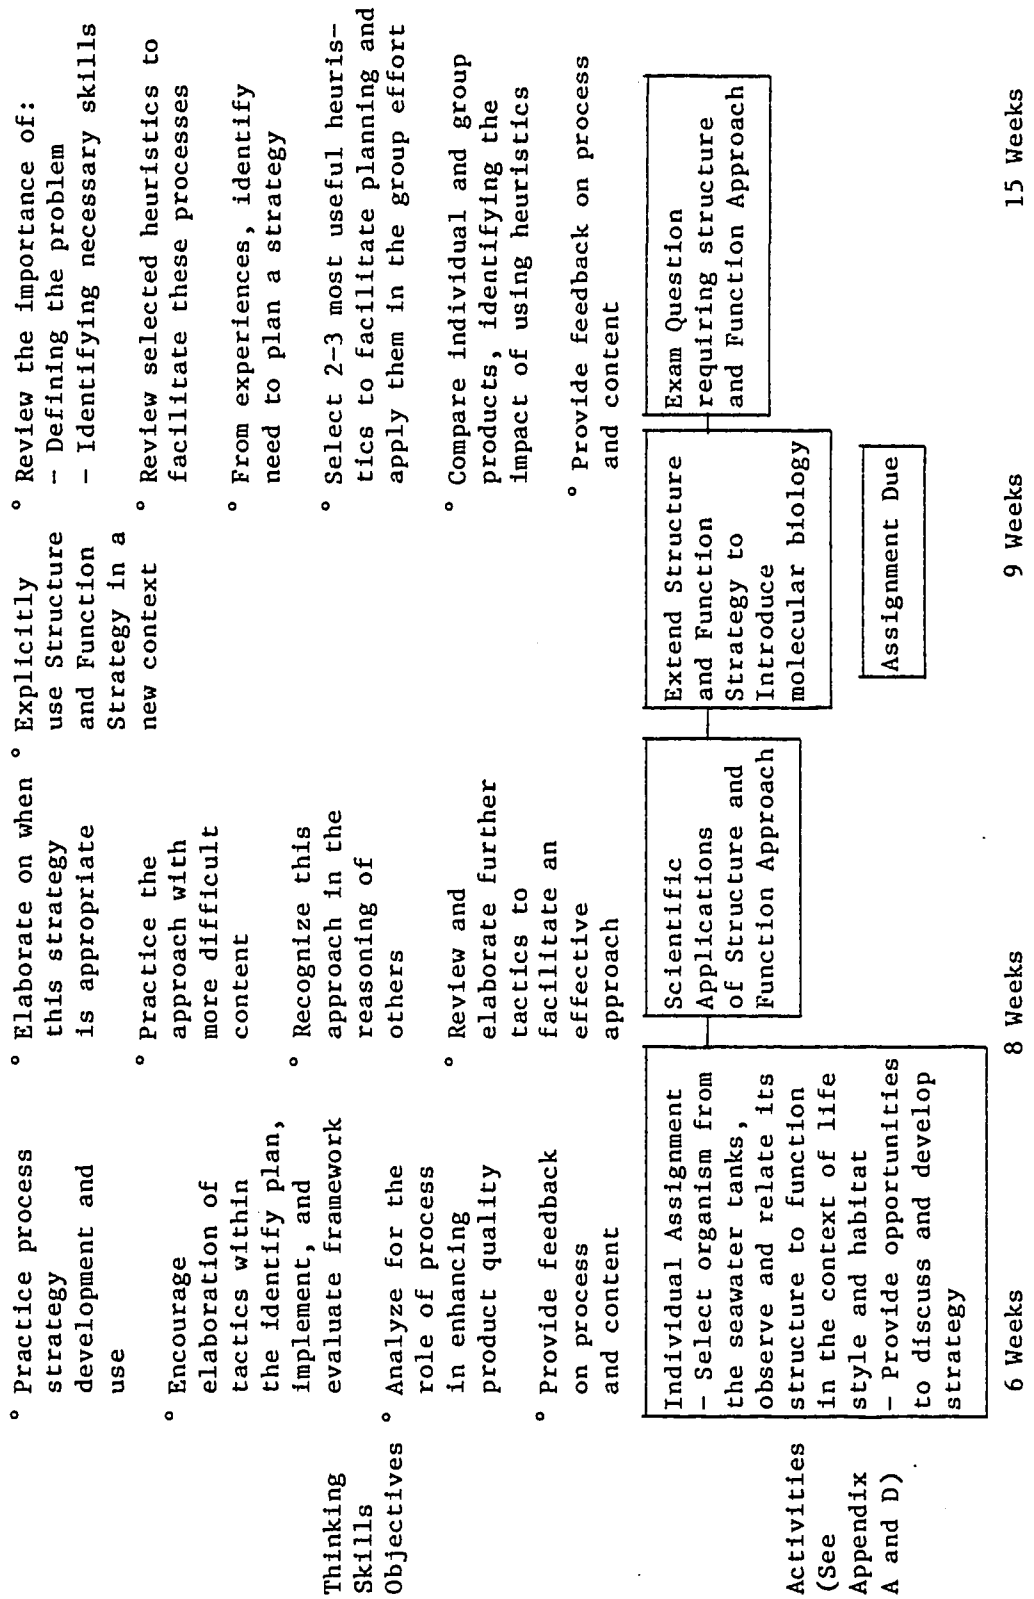 ° Practice process
strategy
development and
use
° Encourage
elaboration of
tactics within
the identify plan,
implement, and
evaluate framework
° Analyze for the
role of process
in enhancing
product quality
° Provide feedback
on process
and content
° Elaborate on when
this strategy
is appropriate
° Practice the
approach with
more difficult
content
° Recognize this
approach in the
reasoning of
others
° Review and
elaborate further
tactics to
facilitate an
effective
approach
° Explicitly
use Structure
and Function
Strategy in a
new context
° Review the importance of:
- Defining the problem
- Identifying necessary skills
° Review selected heuristics to
facilitate these processes
° From experiences, identify
need to plan a strategy
° Select 2-3 most useful heuris-
tics to facilitate planning and
apply them in the group effort
° Compare individual and group
products, identifying the
impact of using heuristics
° Provide feedback on process
and content
Thinking
Skills
Objectives
Activities
(See
Appendix
A and D)
Individual Assignment
- Select organism from
the seawater tanks,
observe and relate its
structure to function
in the context of life
style and habitat
- Provide opportunities
to discuss and develop
strategy
Scientific
Applications
of Structure and
Function Approach
Extend Structure
and Function
Strategy to
Introduce
molecular biology
Assignment Due
Exam Question
requiring structure
and Function Approach
6 Weeks
8 Weeks
9 Weeks
15 Weeks